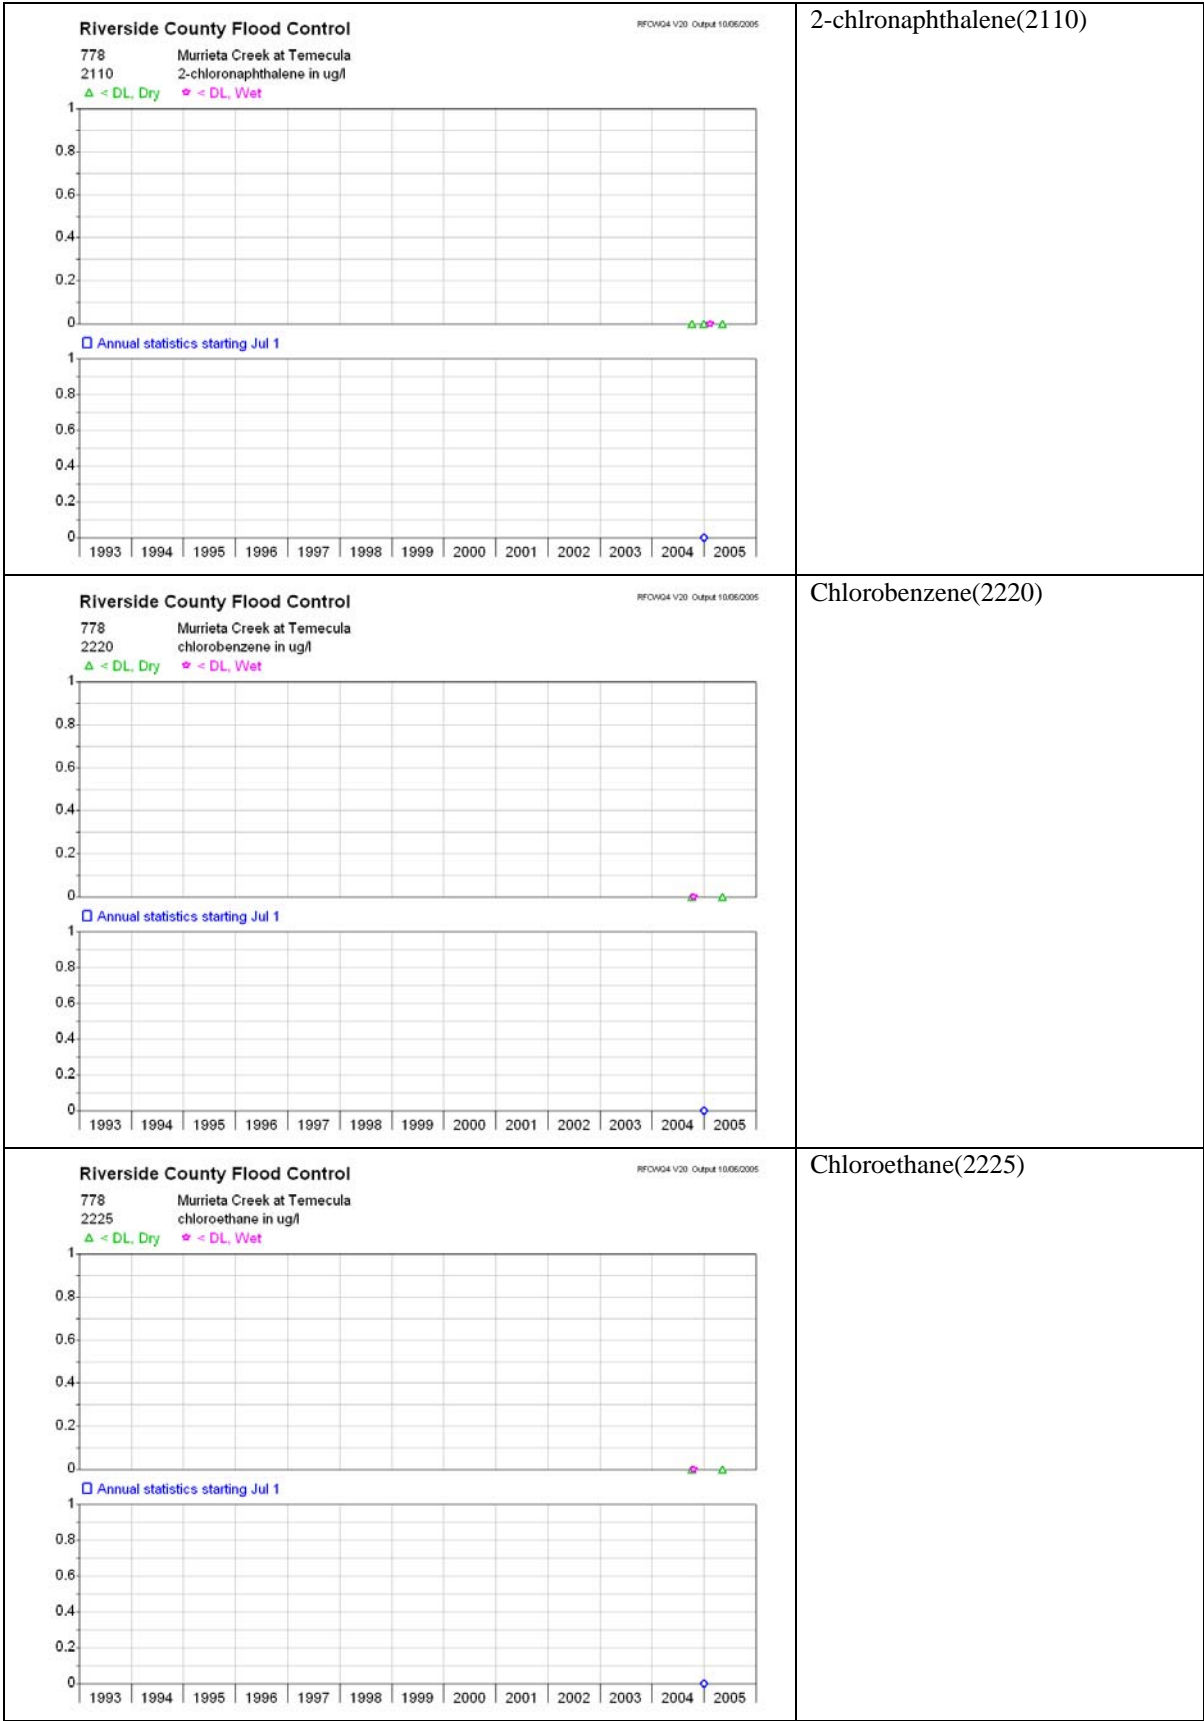 Riverside County Flood Control
RFCWQ4 V20 Output 10/06/2005
778 Murrieta Creek at Temecula
2110 2-chloronaphthalene in ug/l
< DL, Dry < DL, Wet
1
0.8
0.6
0.4
0.2
0
Annual statistics starting Jul 1
1
0.8
0.6
0.4
0.2
0
1993 1994 1995 1996 1997 1998 1999 2000 2001 2002 2003 2004 2005
2-chlronaphthalene(2110)
Riverside County Flood Control
RFCWQ4 V20 Output 10/06/2005
778 Murrieta Creek at Temecula
2220 chlorobenzene in ug/l
< DL, Dry < DL, Wet
1
0.8
0.6
0.4
0.2
0
Annual statistics starting Jul 1
1
0.8
0.6
0.4
0.2
0
1993 1994 1995 1996 1997 1998 1999 2000 2001 2002 2003 2004 2005
Chlorobenzene(2220)
Riverside County Flood Control
RFCWQ4 V20 Output 10/06/2005
778 Murrieta Creek at Temecula
2225 chloroethane in ug/l
< DL, Dry < DL, Wet
1
0.8
0.6
0.4
0.2
0
Annual statistics starting Jul 1
1
0.8
0.6
0.4
0.2
0
1993 1994 1995 1996 1997 1998 1999 2000 2001 2002 2003 2004 2005
Chloroethane(2225)